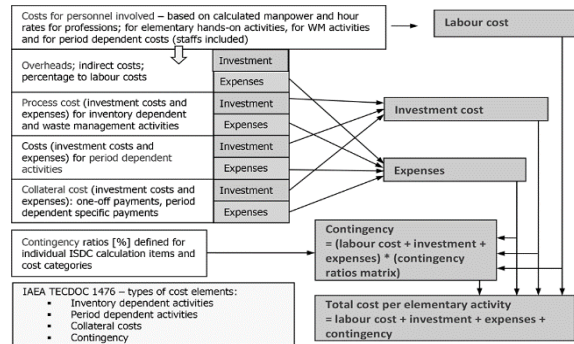 Costs for personnel involved – based on calculated manpower and hour
rates for professions; for elementary hands-on activities, for WM activities
and for period dependent costs (staffs included)
Labour cost
Overheads; indirect costs;
percentage to labour costs
Investment
Expenses
Process cost (investment costs and
expenses) for inventory dependent
and waste management activities
Investment
Expenses
Investment cost
Costs (investment costs and
expenses) for period dependent
activities
Investment
Expenses
Expenses
Collateral cost (investment costs and
expenses): one-off payments, period
dependent specific payments
Investment
Expenses
Contingency ratios [%] defined for
individual ISDC calculation items and
cost categories
Contingency
= (labour cost + investment +
expenses) * (contingency
ratios matrix)
IAEA TECDOC 1476 – types of cost elements:
▪ Inventory dependent activities
▪ Period dependent activities
▪ Collateral costs
▪ Contingency
Total cost per elementary activity
= labour cost + investment + expenses +
contingency